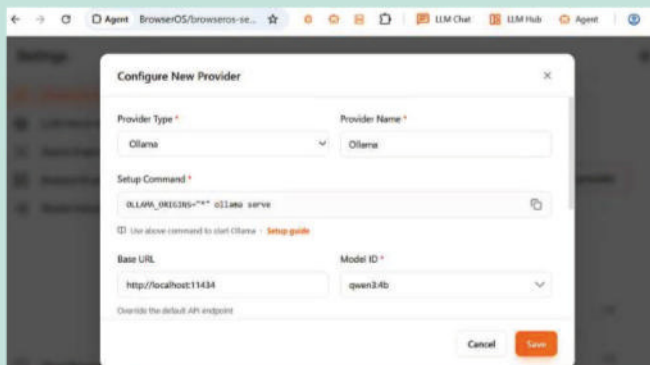 Agent BrowserOS/browseros-se... LLM Chat LLM Hub Agent
Settings
Configure New Provider
Provider Type * Provider Name *
Ollama Ollama
Setup Command *
OLLAMA_ORIGINS="*" ollama serve
Use above command to start Ollama · Setup guide
Base URL Model ID *
http://localhost:11434 qwen3:4b
Override the default API endpoint
Cancel Save